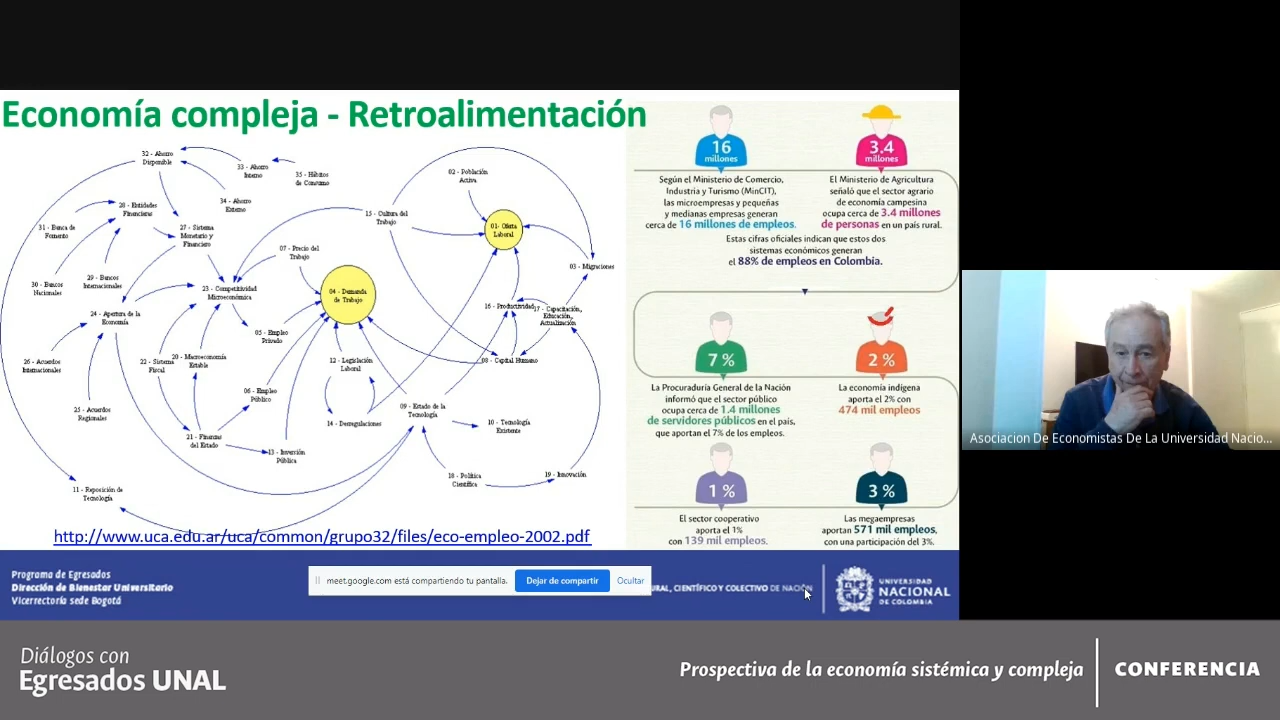 Economía compleja - Retroalimentación
32 - Ahorro
Disponible
33 - Ahorro
Interno
35 - Hábitos
de Consumo
34 - Ahorro
Externo
28 - Entidades
Financieras
31 - Banca de
Fomento
27 - Sistema
Monetario y
Financiero
29 - Bancos
Internacionales
30 - Bancos
Nacionales
23 - Competitividad
Microeconómica
24 - Apertura de la
Economía
26 - Acuerdos
Internacionales
25 - Acuerdos
Regionales
22 - Sistema
Fiscal
20 - Macroeconomía
Estable
21 - Finanzas
del Estado
11 - Reposición de
Tecnología
02 - Población
Activa
15 - Cultura del
Trabajo
01 - Oferta
Laboral
07 - Precio del
Trabajo
04 - Demanda
de Trabajo
03 - Migraciones
16 - Productividad
17 - Capacitación,
Educación,
Actualización
05 - Empleo
Privado
12 - Legislación
Laboral
08 - Capital Humano
06 - Empleo
Público
14 - Desregulaciones
09 - Estado de la
Tecnología
10 - Tecnología
Existente
13 - Inversión
Pública
18 - Política
Científica
19 - Innovación
http://www.uca.edu.ar/uca/common/grupo32/files/eco-empleo-2002.pdf
16
millones
Según el Ministerio de Comercio,
Industria y Turismo (MinCIT),
las microempresas y pequeñas
y medianas empresas generan
cerca de 16 millones de empleos.
3.4
millones
El Ministerio de Agricultura
señaló que el sector agrario
de economía campesina
ocupa cerca de 3.4 millones
de personas en un país rural.
Estas cifras oficiales indican que estos dos
sistemas económicos generan
el 88% de empleos en Colombia.
7 %
La Procuraduría General de la Nación
informó que el sector público
ocupa cerca de 1.4 millones
de servidores públicos en el país,
que aportan el 7% de los empleos.
2 %
La economía indígena
aporta el 2% con
474 mil empleos
1 %
El sector cooperativo
aporta el 1%
con 139 mil empleos.
3 %
Las megaempresas
aportan 571 mil empleos,
con una participación del 3%.
Programa de Egresados
Dirección de Bienestar Universitario
Vicerrectoría sede Bogotá
meet.google.com está compartiendo tu pantalla.
Dejar de compartir
Ocultar
URAL, CIENTÍFICO Y COLECTIVO DE NACIÓN
UNIVERSIDAD
NACIONAL
DE COLOMBIA
Asociacion De Economistas De La Universidad Nacio...
Diálogos con
Egresados UNAL
Prospectiva de la economía sistémica y compleja
CONFERENCIA